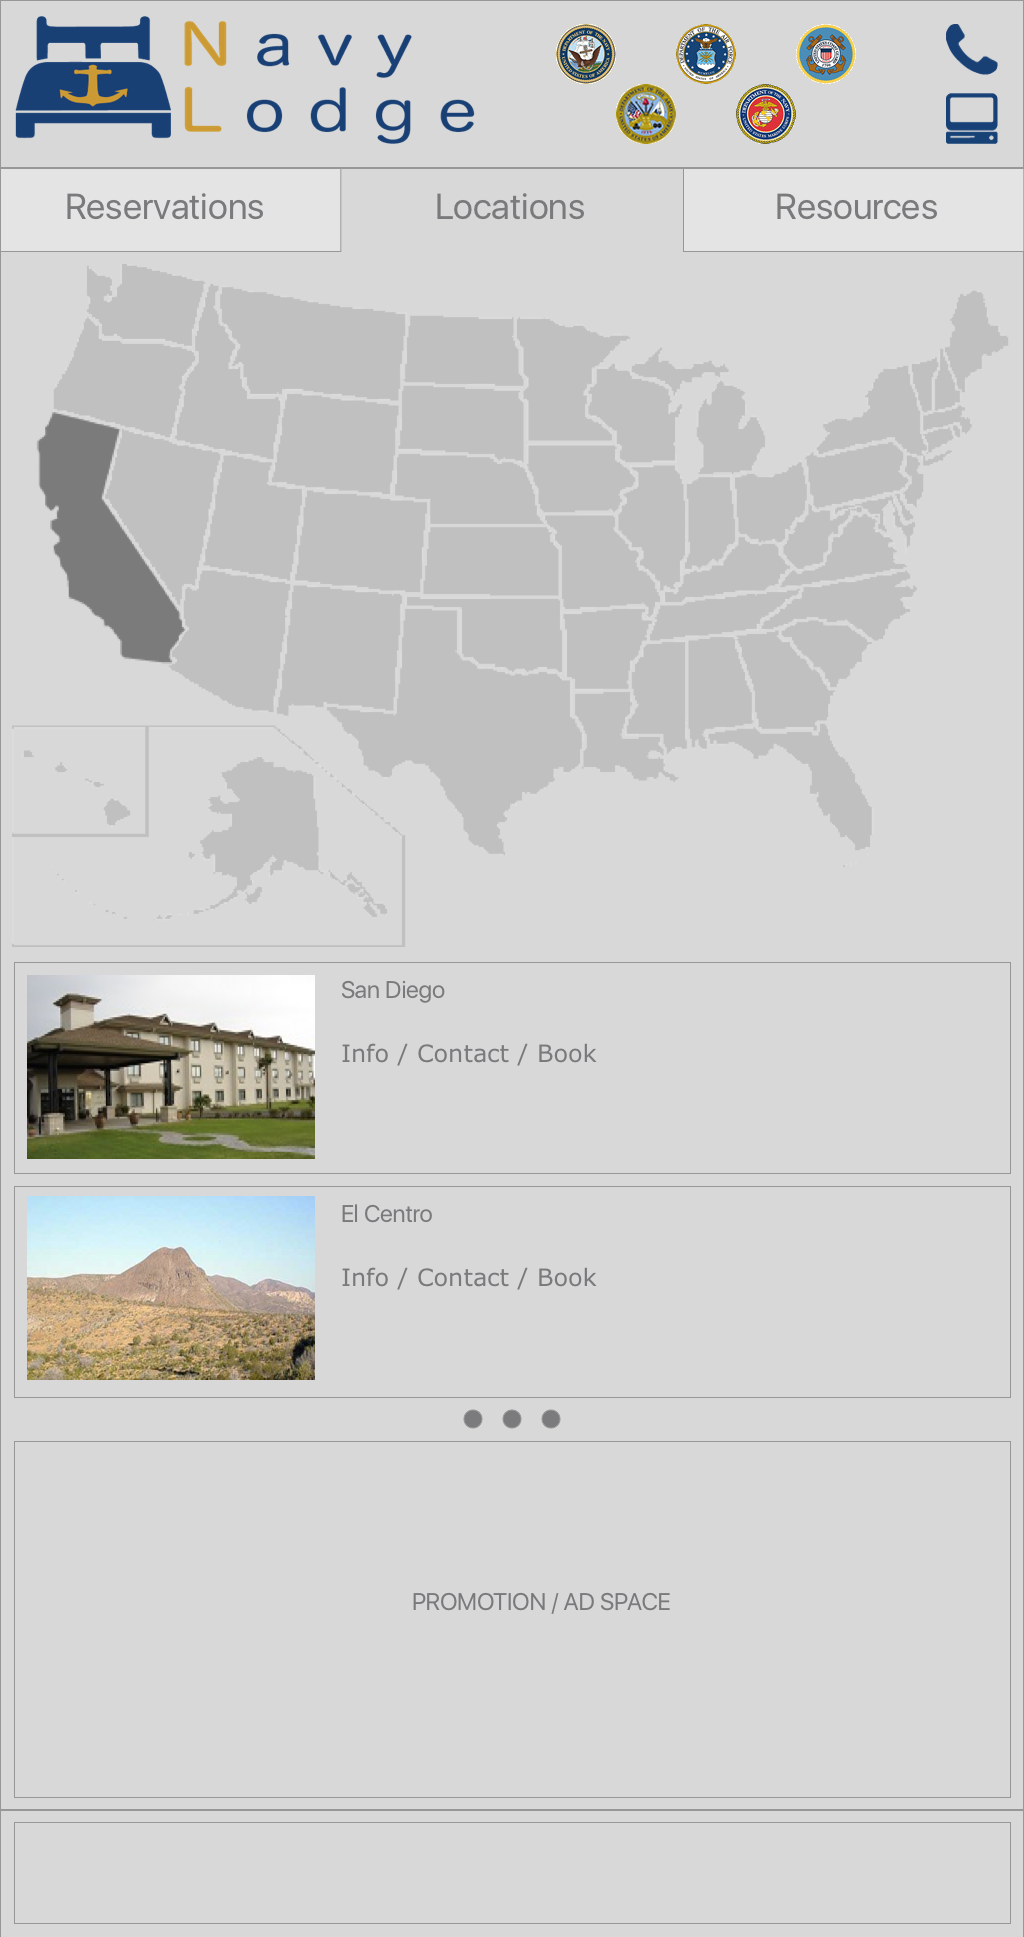 Navy
Lodge
Reservations
Locations
Resources
San Diego
Info / Contact / Book
El Centro
Info / Contact / Book
PROMOTION / AD SPACE